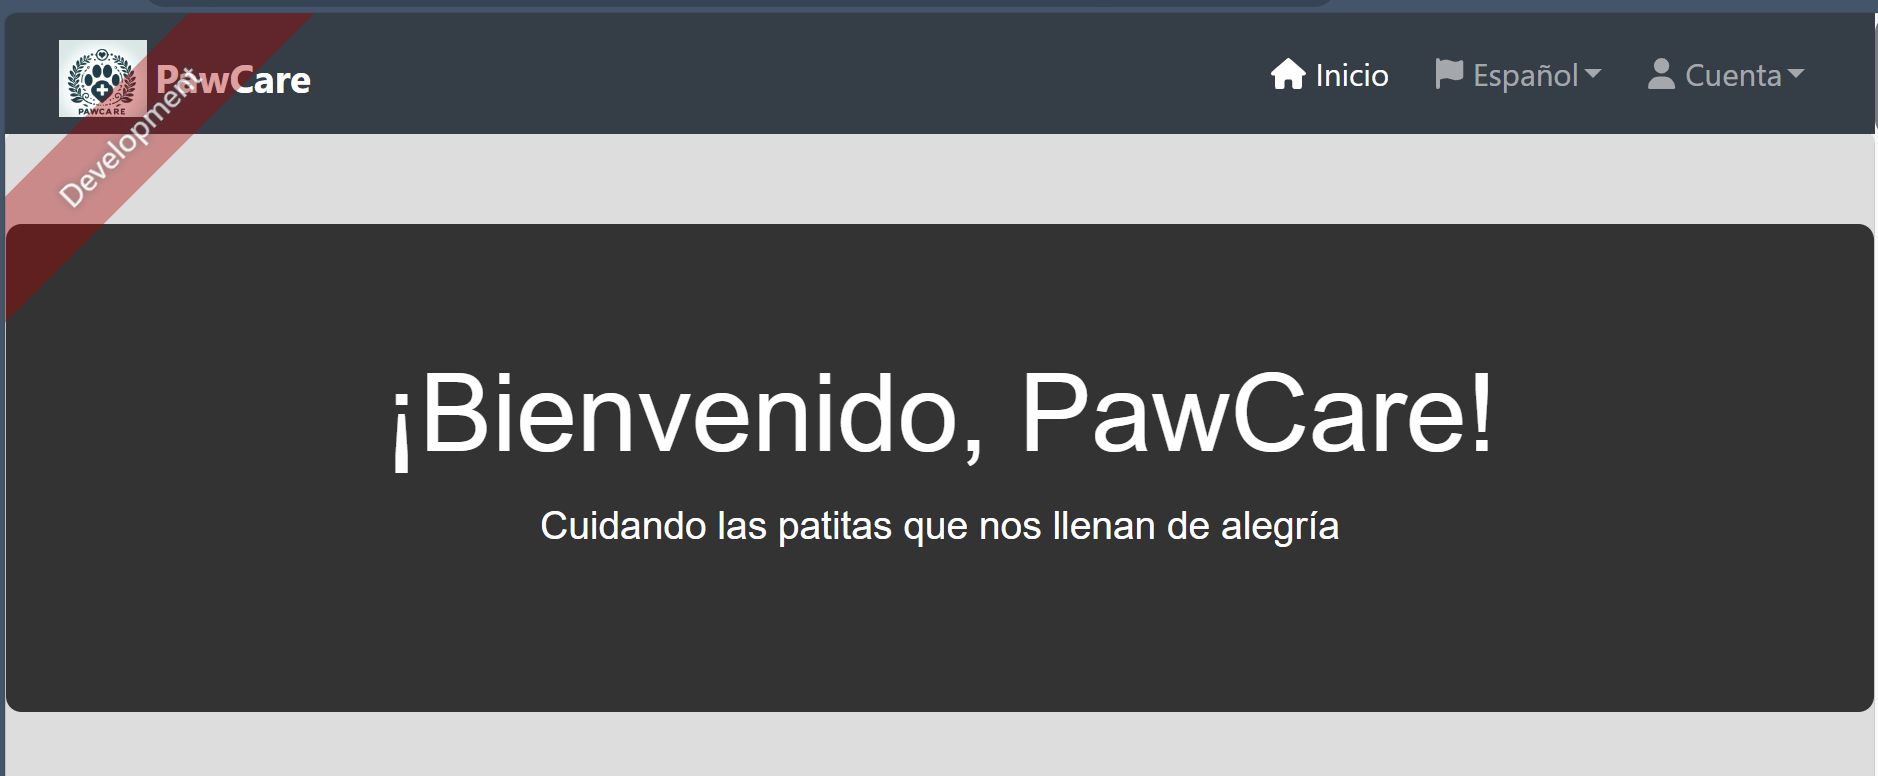 PAWCARE
PawCare
Inicio
Español
Cuenta
Development
¡Bienvenido, PawCare!
Cuidando las patitas que nos llenan de alegría